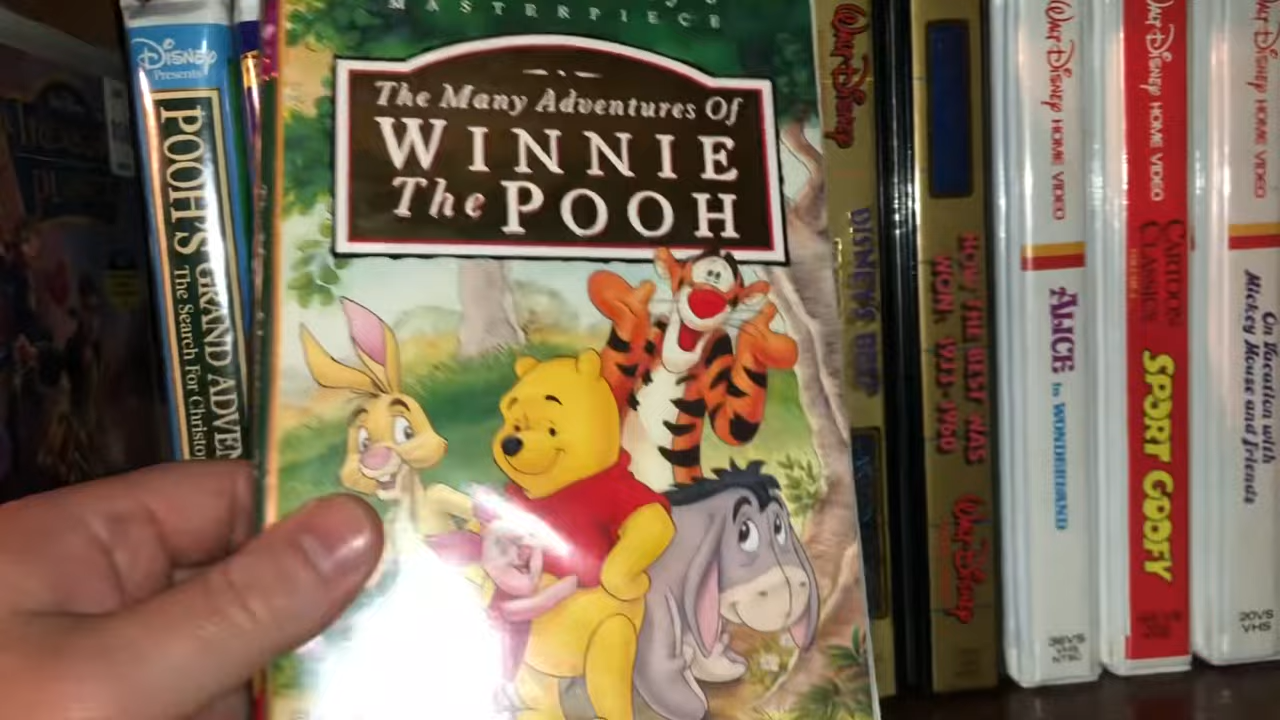 MASTERPIECE
The Many Adventures Of
WINNIE
The POOH
DISNEY
Presents
POOH'S GRAND ADVEN
The Search For Christo
WALT DISNEY
DISNEY'S
HOW THE BEST WAS
WON: 1933-1960
WALT DISNEY
WALT DISNEY HOME VIDEO
ALICE in WONDERLAND
36VS
VHS
NTSC
WALT DISNEY HOME VIDEO
CARTOON
CLASSICS
SPORT GOOFY
WALT DISNEY HOME VIDEO
On Vacation with
Mickey Mouse and Friends
20VS
VHS